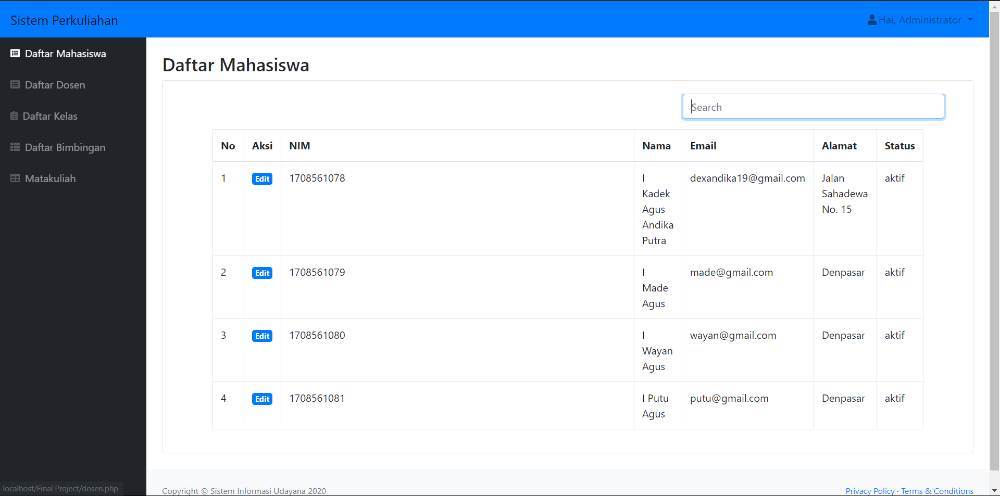 Sistem Perkuliahan
Hai, Administrator
Daftar Mahasiswa
Daftar Dosen
Daftar Kelas
Daftar Bimbingan
Matakuliah
Daftar Mahasiswa
Search
No Aksi NIM Nama Email Alamat Status
1 Edit 1708561078 I dexandika19@gmail.com Jalan aktif
Kadek Sahadewa
Agus No. 15
Andika
Putra
2 Edit 1708561079 I made@gmail.com Denpasar aktif
Made
Agus
3 Edit 1708561080 I wayan@gmail.com Denpasar aktif
Wayan
Agus
4 Edit 1708561081 I Putu putu@gmail.com Denpasar aktif
Agus
localhost/Final Project/dosen.php
Copyright © Sistem Informasi Udayana 2020
Privacy Policy · Terms & Conditions